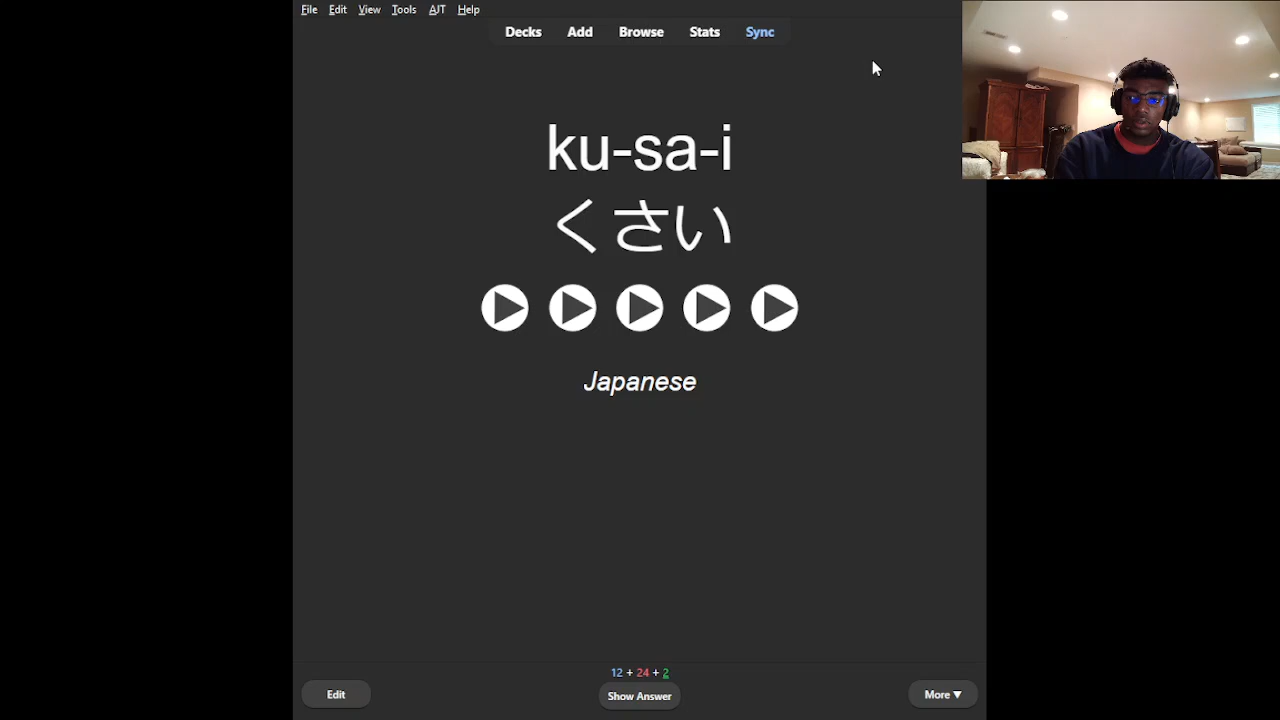 File Edit View Tools AJT Help
Decks Add Browse Stats Sync
ku-sa-i
くさい
Japanese
12 + 24 + 2
Edit Show Answer More ▼